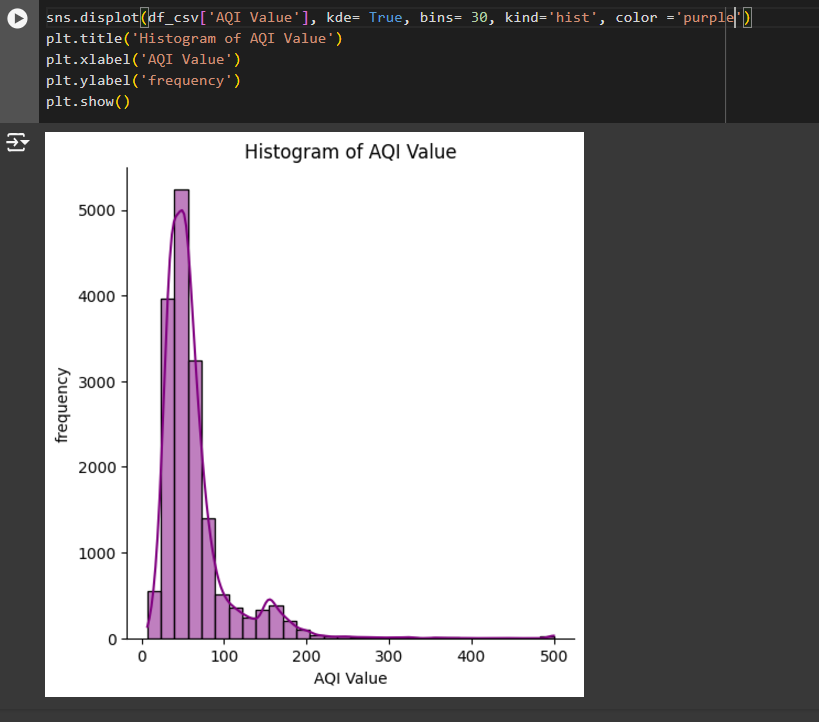 sns.displot(df_csv['AQI Value'], kde= True, bins= 30, kind='hist', color ='purple')
plt.title('Histogram of AQI Value')
plt.xlabel('AQI Value')
plt.ylabel('frequency')
plt.show()
Histogram of AQI Value
5000
4000
3000
2000
1000
0
frequency
0 100 200 300 400 500
AQI Value